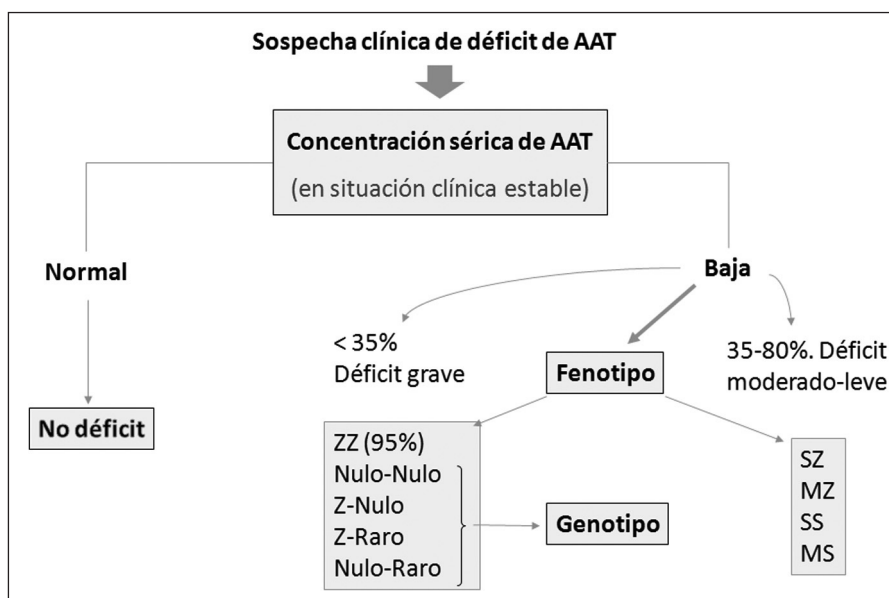 Sospecha clínica de déficit de AAT
Concentración sérica de AAT
(en situación clínica estable)
Normal
Baja
< 35%
Déficit grave
Fenotipo
35-80%. Déficit
moderado-leve
No déficit
ZZ (95%)
Nulo-Nulo
Z-Nulo
Z-Raro
Nulo-Raro
Genotipo
SZ
MZ
SS
MS